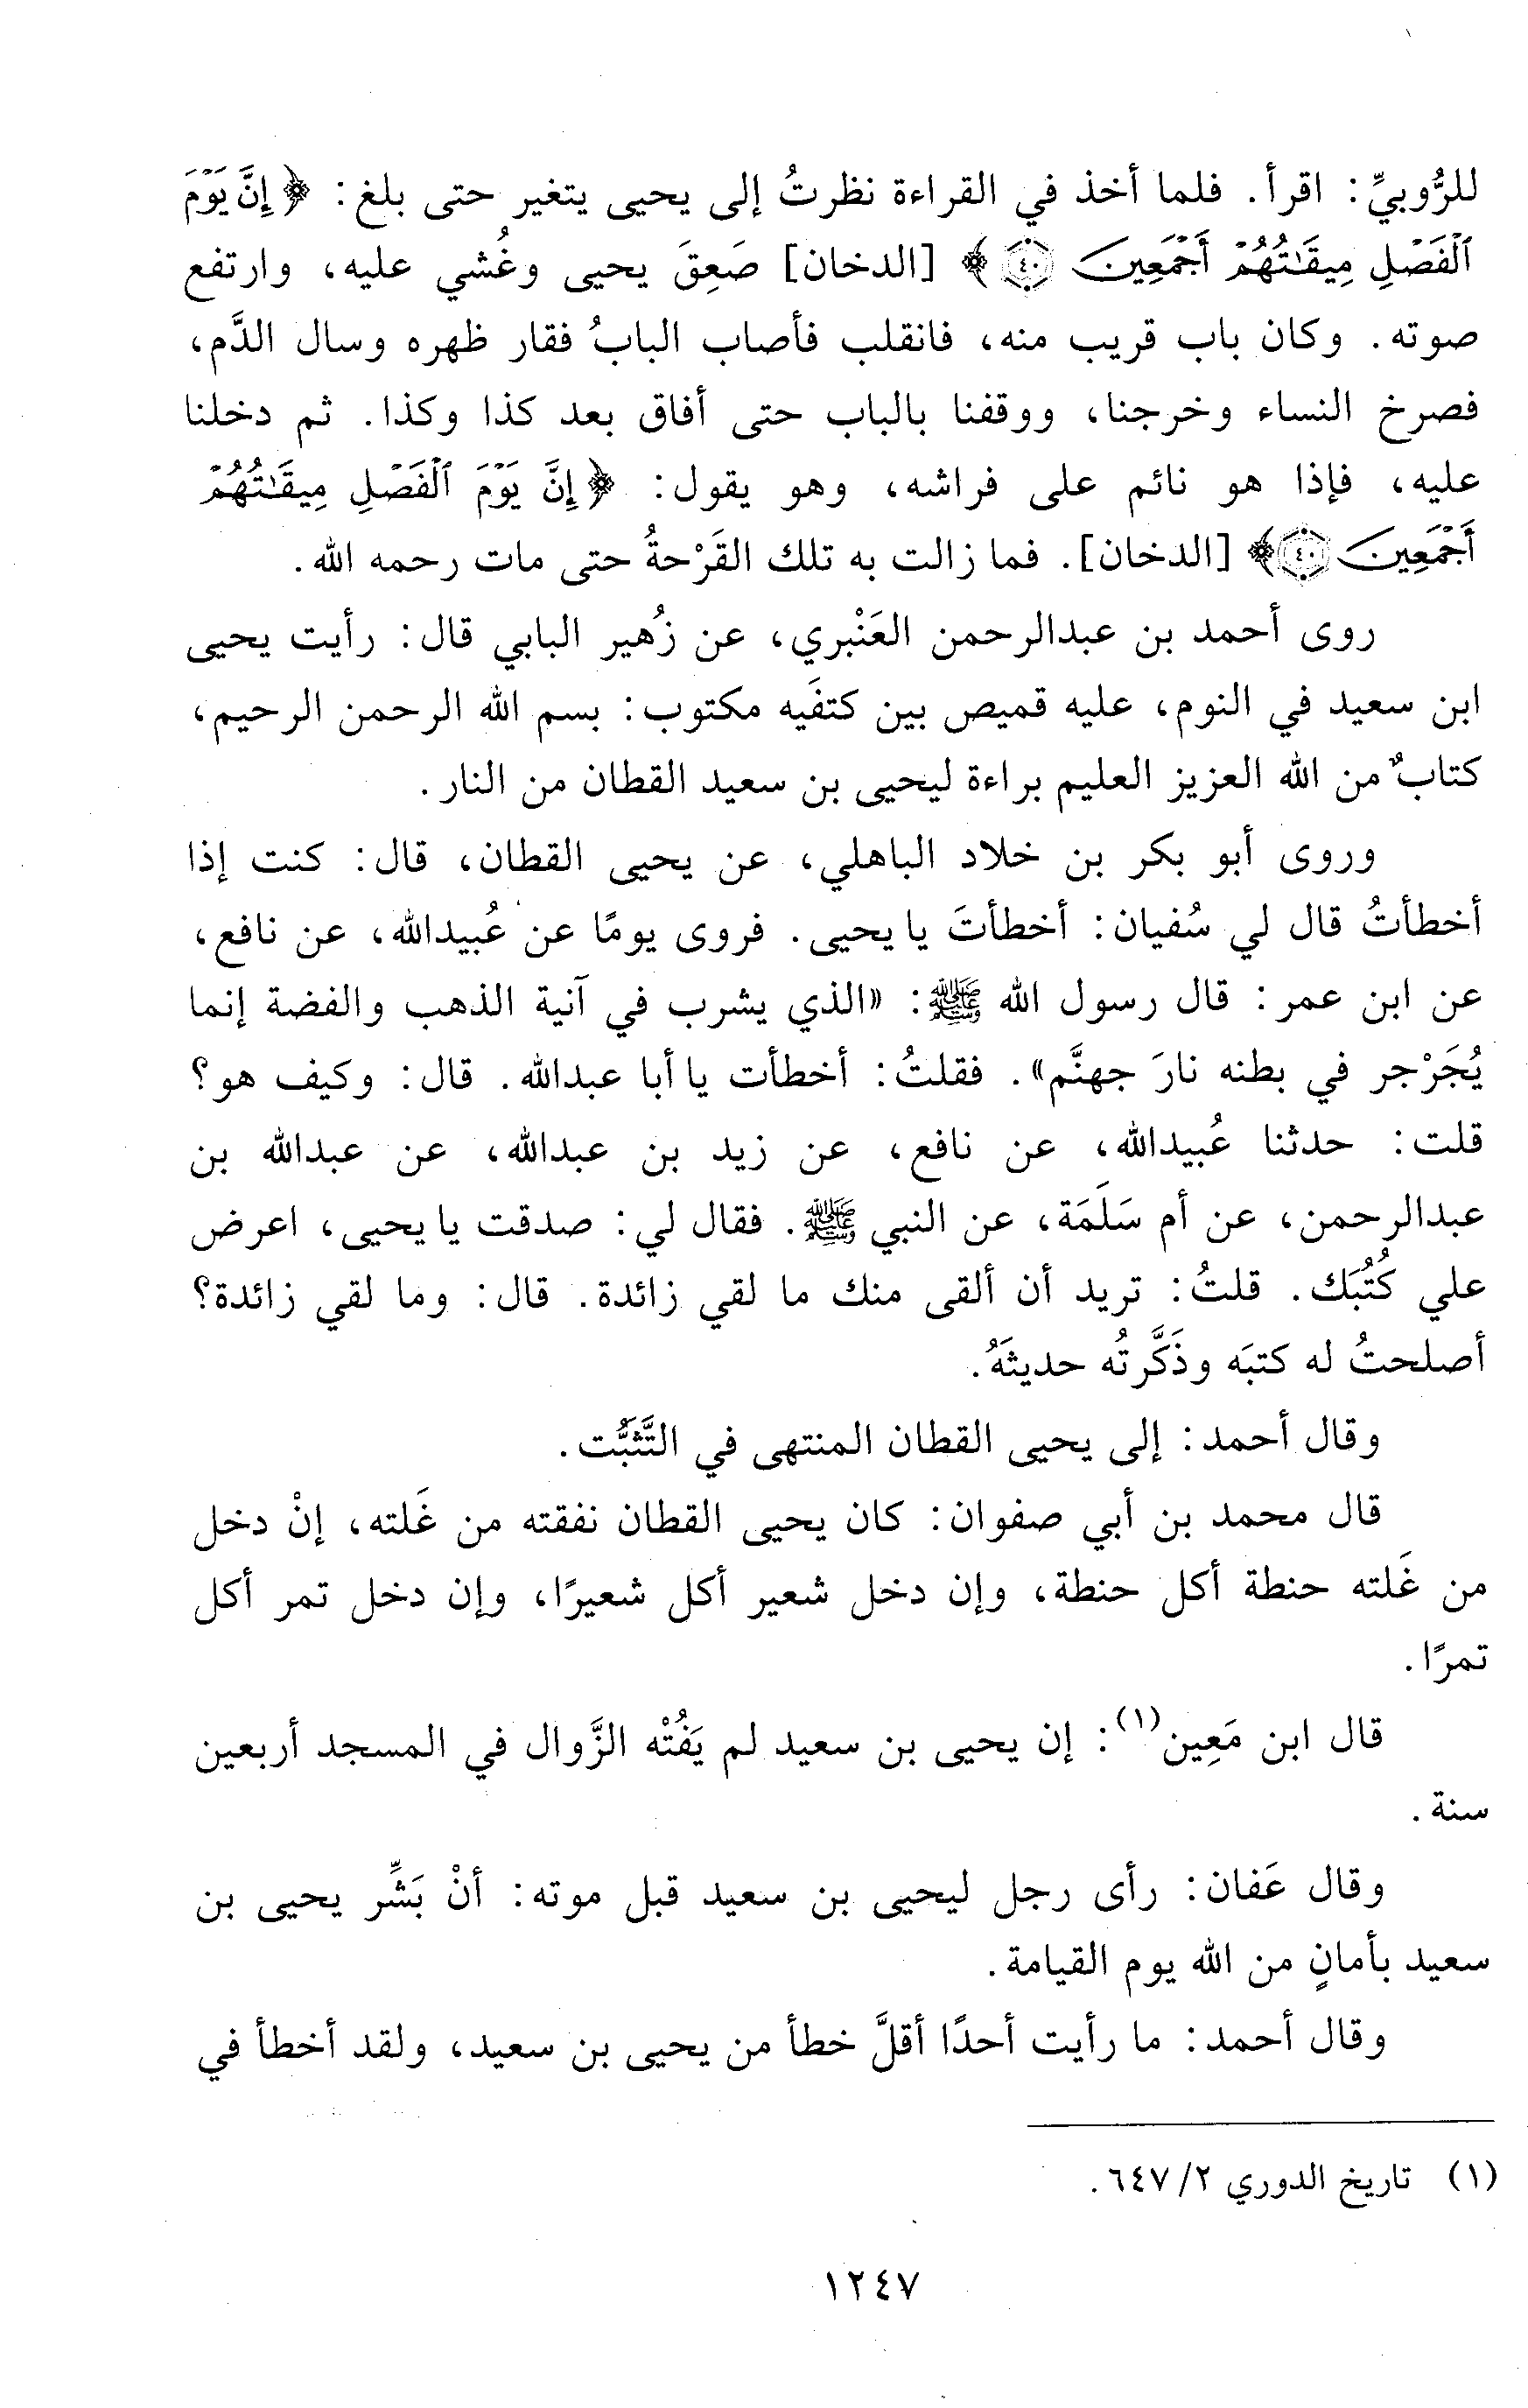 للرُّوبيِّ: اقرأ. فلما أخذ في القراءة نظرتُ إلى يحيى يتغير حتى بلغ: ﴿إِنَّ يَوْمَ
ٱلْفَصْلِ مِيقَٰتُهُمْ أَجْمَعِينَ ٤٠﴾ [الدخان] صَعِقَ يحيى وغُشي عليه، وارتفع
صوته. وكان باب قريب منه، فانقلب فأصاب البابُ فقار ظهره وسال الدَّم،
فصرخ النساء وخرجنا، ووقفنا بالباب حتى أفاق بعد كذا وكذا. ثم دخلنا
عليه، فإذا هو نائم على فراشه، وهو يقول: ﴿إِنَّ يَوْمَ ٱلْفَصْلِ مِيقَٰتُهُمْ
أَجْمَعِينَ ٤٠﴾ [الدخان]. فما زالت به تلك القَرْحةُ حتى مات رحمه الله.
روى أحمد بن عبدالرحمن العَنْبري، عن زُهير البابي قال: رأيت يحيى
ابن سعيد في النوم، عليه قميص بين كتفَيه مكتوب: بسم الله الرحمن الرحيم،
كتابٌ من الله العزيز العليم براءة ليحيى بن سعيد القطان من النار.
وروى أبو بكر بن خلاد الباهلي، عن يحيى القطان، قال: كنت إذا
أخطأتُ قال لي سُفيان: أخطأتَ يا يحيى. فروى يومًا عن عُبيدالله، عن نافع،
عن ابن عمر: قال رسول الله ﷺ: «الذي يشرب في آنية الذهب والفضة إنما
يُجَرْجر في بطنه نارَ جهنَّم». فقلتُ: أخطأت يا أبا عبدالله. قال: وكيف هو؟
قلت: حدثنا عُبيدالله، عن نافع، عن زيد بن عبدالله، عن عبدالله بن
عبدالرحمن، عن أم سَلَمَة، عن النبي ﷺ. فقال لي: صدقت يا يحيى، اعرض
علي كُتُبَك. قلتُ: تريد أن ألقى منك ما لقي زائدة. قال: وما لقي زائدة؟
أصلحتُ له كتبَه وذَكَّرتُه حديثَهُ.
وقال أحمد: إلى يحيى القطان المنتهى في التَّثبُّت.
قال محمد بن أبي صفوان: كان يحيى القطان نفقته من غَلته، إنْ دخل
من غَلته حنطة أكل حنطة، وإن دخل شعير أكل شعيرًا، وإن دخل تمر أكل
تمرًا.
قال ابن مَعِين(١): إن يحيى بن سعيد لم يَفُتْه الزَّوال في المسجد أربعين
سنة.
وقال عَفان: رأى رجل ليحيى بن سعيد قبل موته: أنْ بَشِّر يحيى بن
سعيد بأمانٍ من الله يوم القيامة.
وقال أحمد: ما رأيت أحدًا أقلَّ خطأ من يحيى بن سعيد، ولقد أخطأ في
(١) تاريخ الدوري ٢/ ٦٤٧.
١٢٤٧